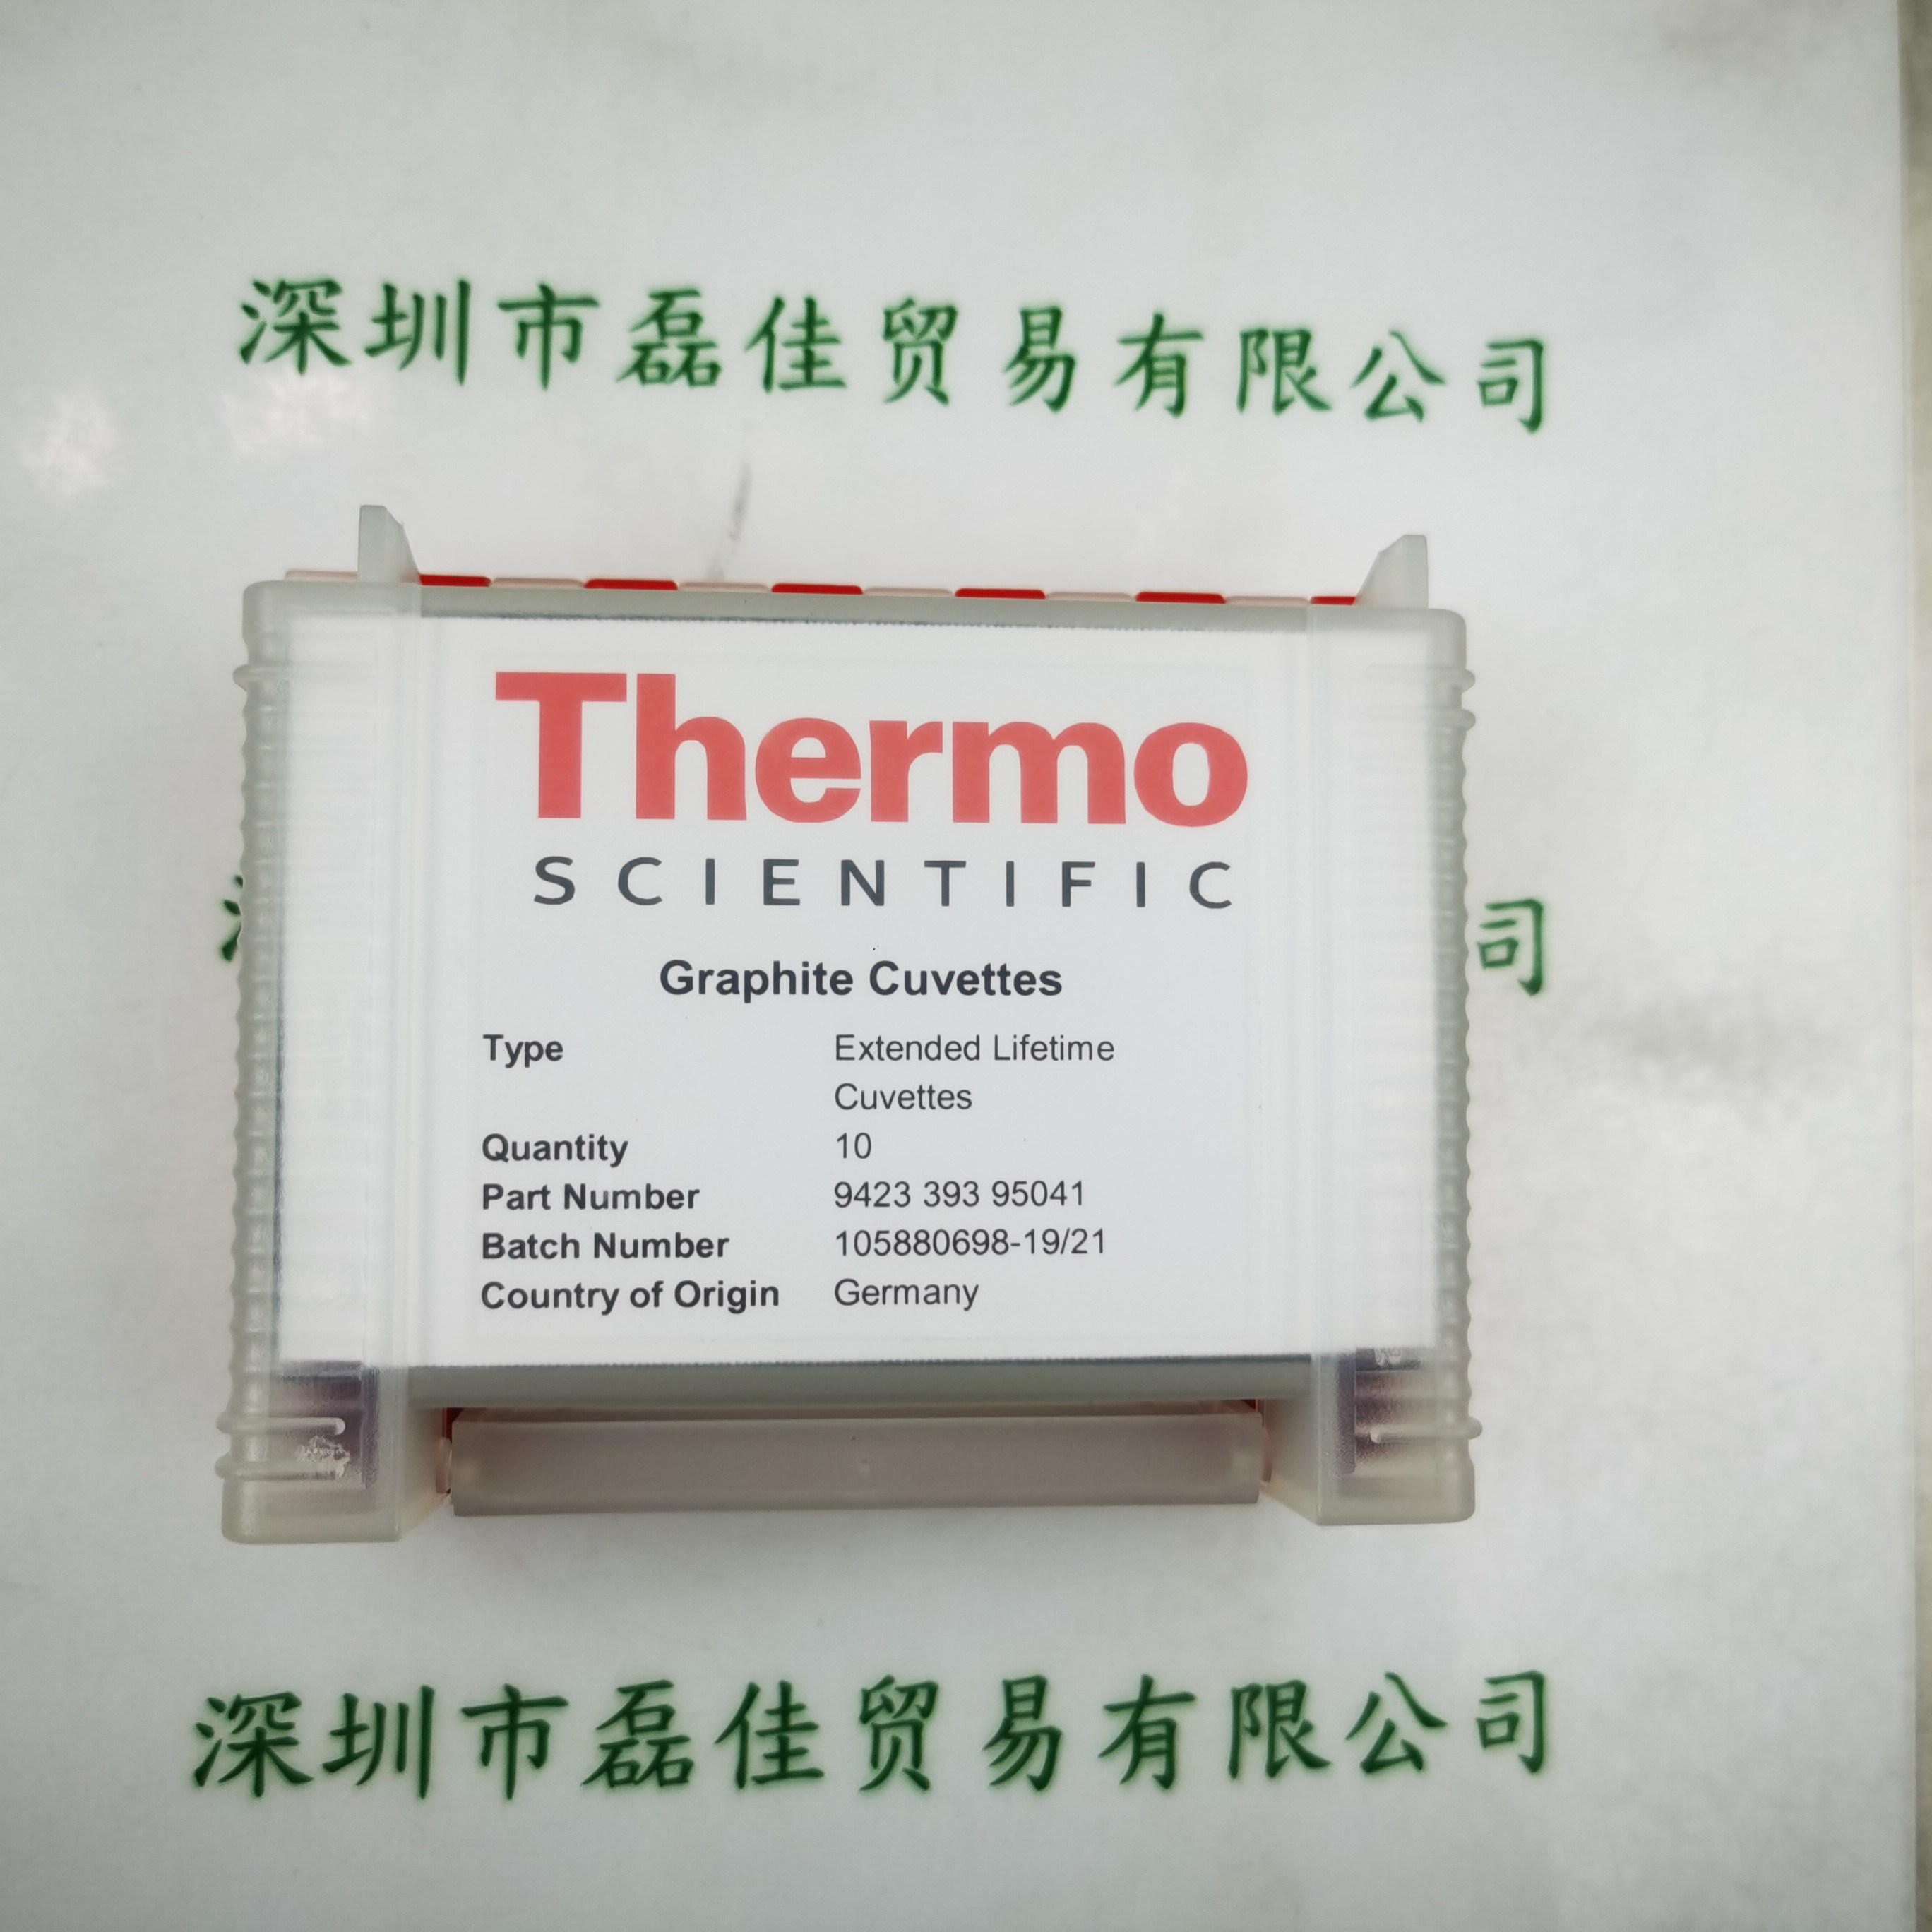 深圳市磊佳贸易有限公司
Thermo
SCIENTIFIC
Graphite Cuvettes
Type Extended Lifetime
Cuvettes
Quantity 10
Part Number 9423 393 95041
Batch Number 105880698-19/21
Country of Origin Germany
司
深圳市磊佳贸易有限公司